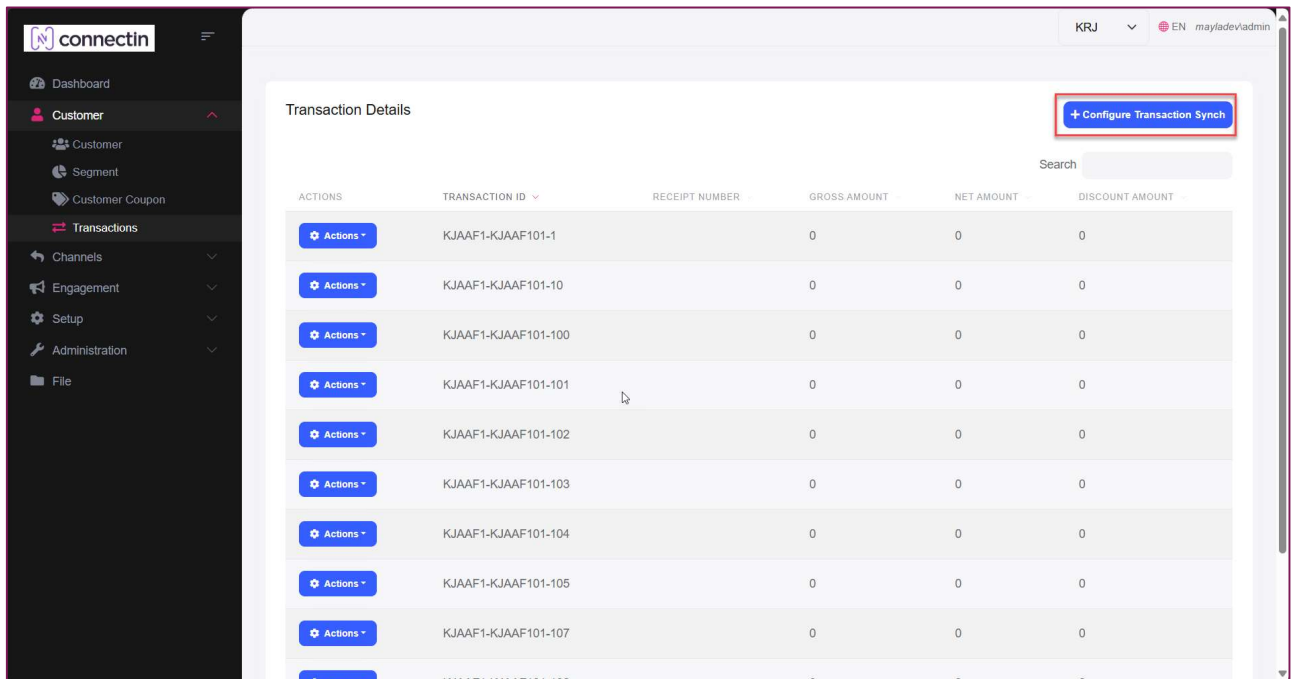 connectin
KRJ EN mayladev\admin
Dashboard
Customer
Customer
Segment
Customer Coupon
Transactions
Channels
Engagement
Setup
Administration
File
Transaction Details
+ Configure Transaction Synch
Search
ACTIONS TRANSACTION ID RECEIPT NUMBER GROSS AMOUNT NET AMOUNT DISCOUNT AMOUNT
Actions KJAAF1-KJAAF101-1 0 0 0
Actions KJAAF1-KJAAF101-10 0 0 0
Actions KJAAF1-KJAAF101-100 0 0 0
Actions KJAAF1-KJAAF101-101 0 0 0
Actions KJAAF1-KJAAF101-102 0 0 0
Actions KJAAF1-KJAAF101-103 0 0 0
Actions KJAAF1-KJAAF101-104 0 0 0
Actions KJAAF1-KJAAF101-105 0 0 0
Actions KJAAF1-KJAAF101-107 0 0 0